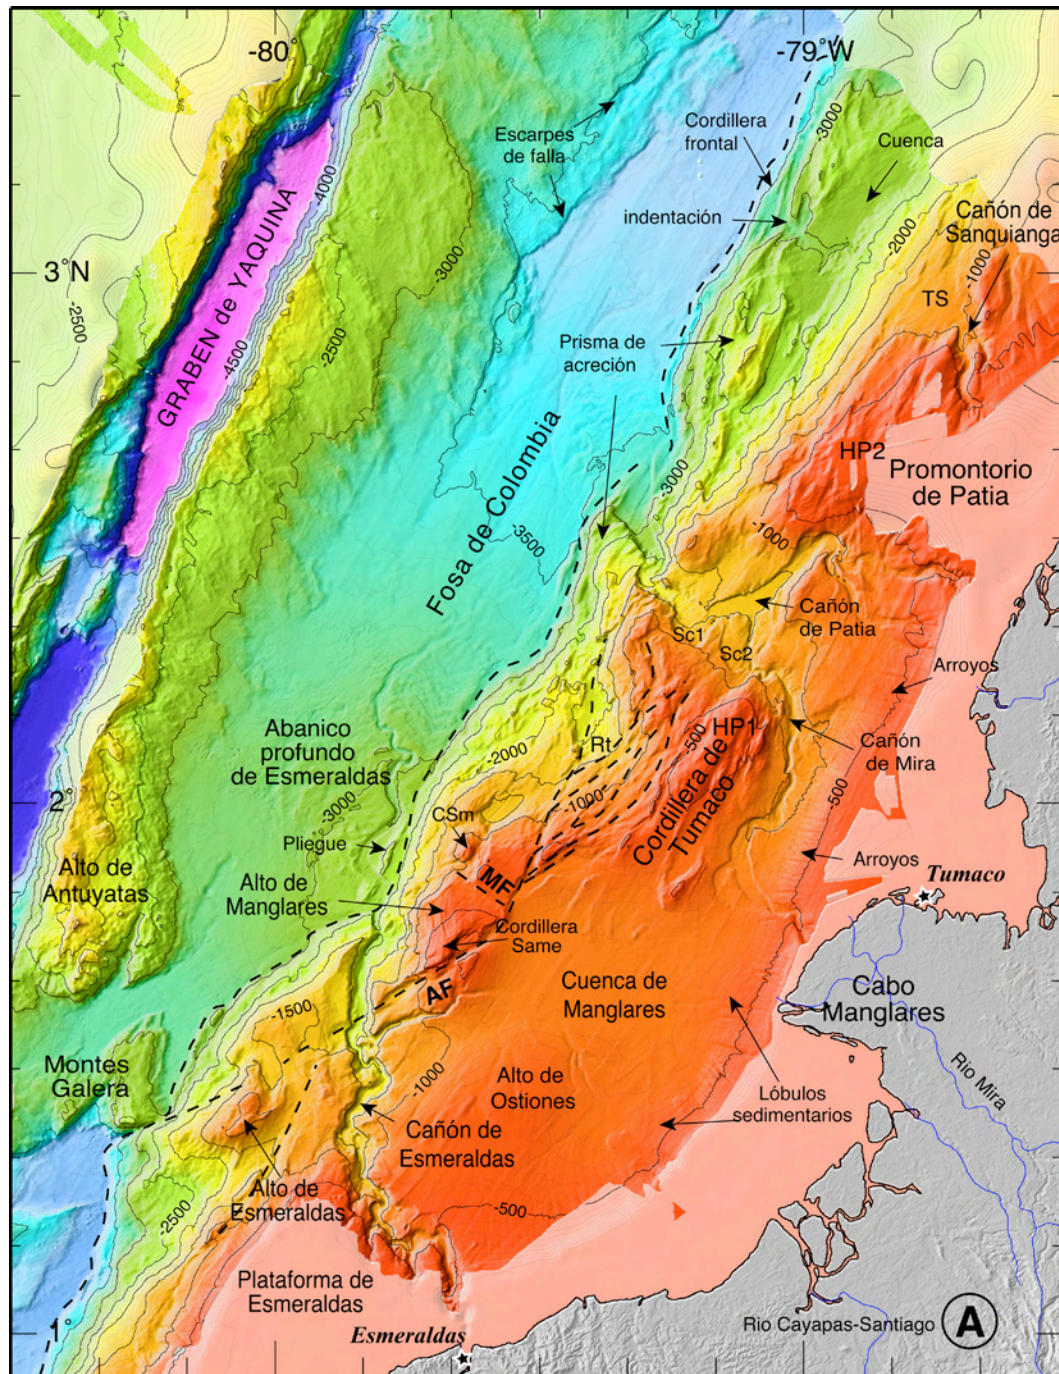 -80°
-79°W
-3000
Cordillera
frontal
Escarpes
de falla
Cuenca
-4000
GRABEN de YAQUINA
indentación
Cañón de
Sanquianga
-2000
-3000
3°N
-1000
-2500
TS
-2500
-4500
Prisma de
acreción
Fosa de Colombia
HP2
Promontorio
de Patia
-3000
-3500
-1000
Cañón
de Patia
Sc1
Sc2
Arroyos
HP1
-500
Abanico
profundo
de Esmeraldas
-2000
Rt
Cañón
de Mira
Cordillera de
Tumaco
-500
2°
-3000
-1000
CSm
Pliegue
Alto de
Antuyatas
MF
Arroyos
Tumaco
Alto de
Manglares
Cordillera
Same
AF
Cuenca de
Manglares
Cabo
Manglares
-1500
Montes
Galera
-1000
Alto de
Ostiones
Lóbulos
sedimentarios
Rio Mira
Cañón de
Esmeraldas
Alto de
Esmeraldas
-2500
-500
Plataforma de
Esmeraldas
1°
Esmeraldas
Rio Cayapas-Santiago
A